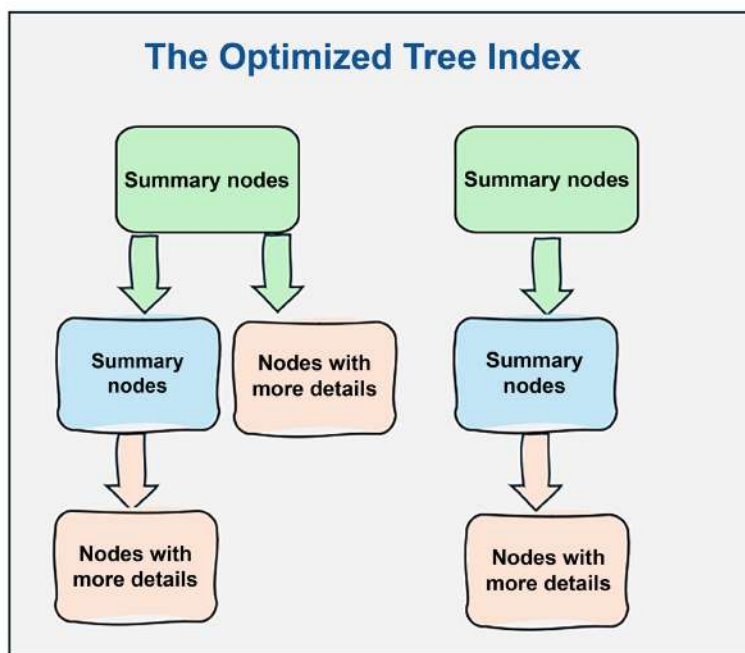 The Optimized Tree Index
Summary nodes
Summary nodes
Summary
nodes
Nodes with
more details
Summary
nodes
Nodes with
more details
Nodes with
more details